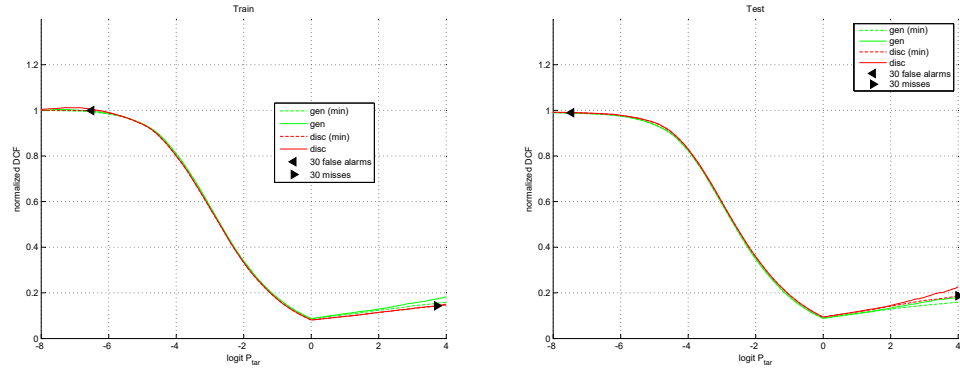 Train
1.2
1
0.8
0.6
0.4
0.2
0
normalized DCF
-8
-6
-4
-2
0
2
4
logit P_tar
gen (min)
gen
disc (min)
disc
30 false alarms
30 misses
Test
1.2
1
0.8
0.6
0.4
0.2
0
normalized DCF
-8
-6
-4
-2
0
2
4
logit P_tar
gen (min)
gen
disc (min)
disc
30 false alarms
30 misses